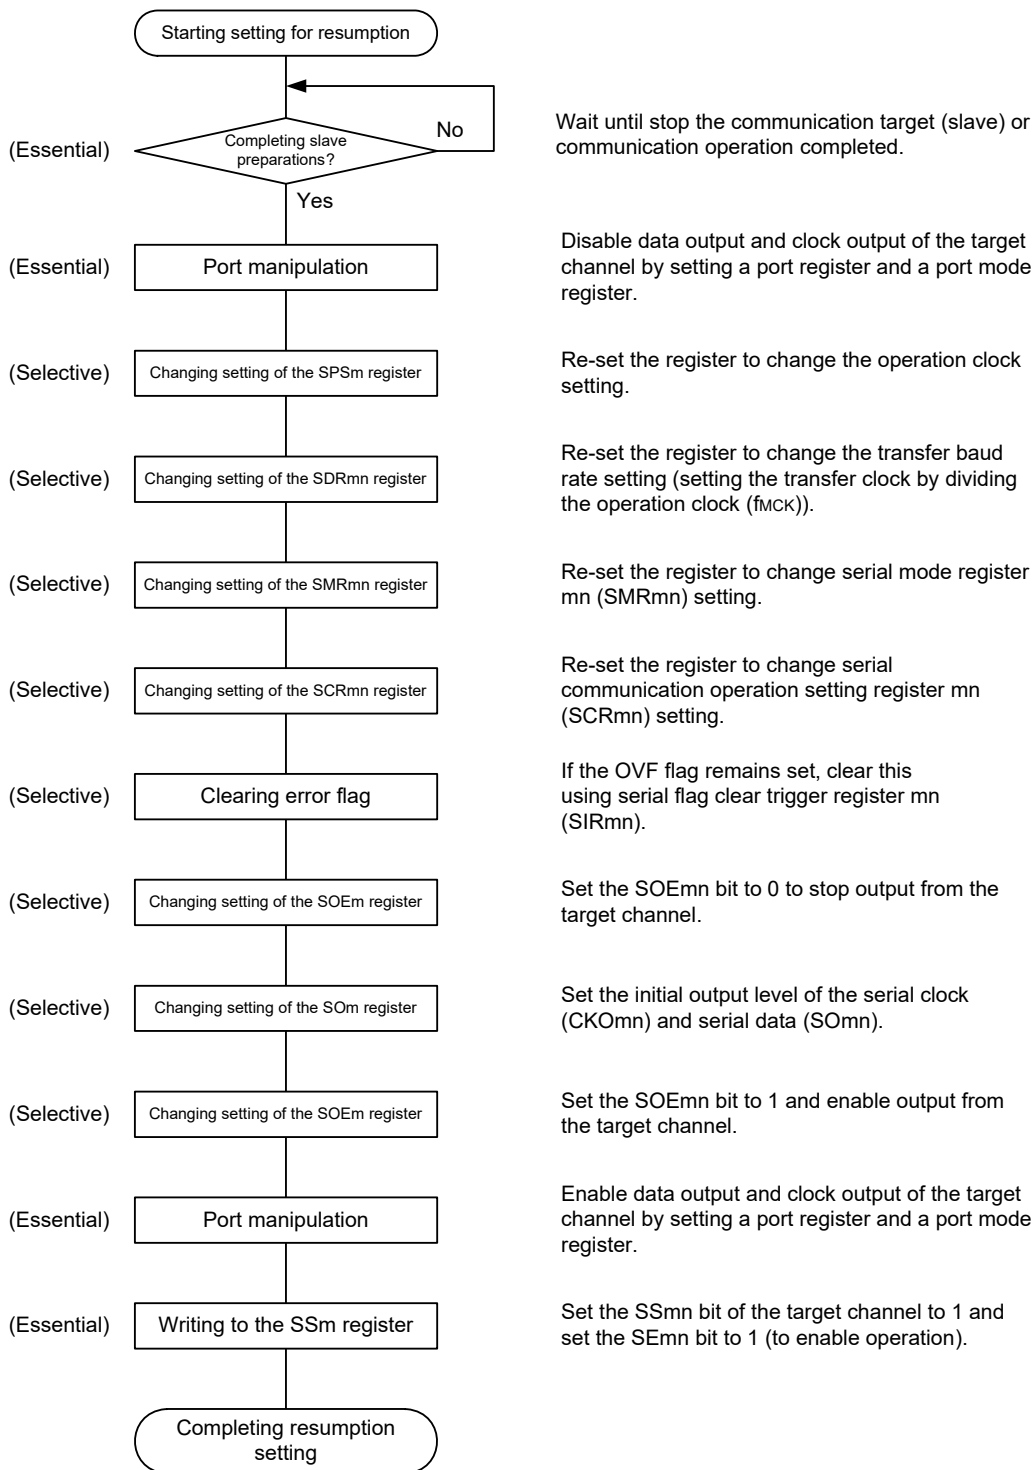 Starting setting for resumption
(Essential)
Completing slave
preparations?
No
Wait until stop the communication target (slave) or
communication operation completed.
Yes
(Essential)
Port manipulation
Disable data output and clock output of the target
channel by setting a port register and a port mode
register.
(Selective)
Changing setting of the SPSm register
Re-set the register to change the operation clock
setting.
(Selective)
Changing setting of the SDRmn register
Re-set the register to change the transfer baud
rate setting (setting the transfer clock by dividing
the operation clock (fMCK)).
(Selective)
Changing setting of the SMRmn register
Re-set the register to change serial mode register
mn (SMRmn) setting.
(Selective)
Changing setting of the SCRmn register
Re-set the register to change serial
communication operation setting register mn
(SCRmn) setting.
(Selective)
Clearing error flag
If the OVF flag remains set, clear this
using serial flag clear trigger register mn
(SIRmn).
(Selective)
Changing setting of the SOEm register
Set the SOEmn bit to 0 to stop output from the
target channel.
(Selective)
Changing setting of the SOm register
Set the initial output level of the serial clock
(CKOmn) and serial data (SOmn).
(Selective)
Changing setting of the SOEm register
Set the SOEmn bit to 1 and enable output from
the target channel.
(Essential)
Port manipulation
Enable data output and clock output of the target
channel by setting a port register and a port mode
register.
(Essential)
Writing to the SSm register
Set the SSmn bit of the target channel to 1 and
set the SEmn bit to 1 (to enable operation).
Completing resumption
setting